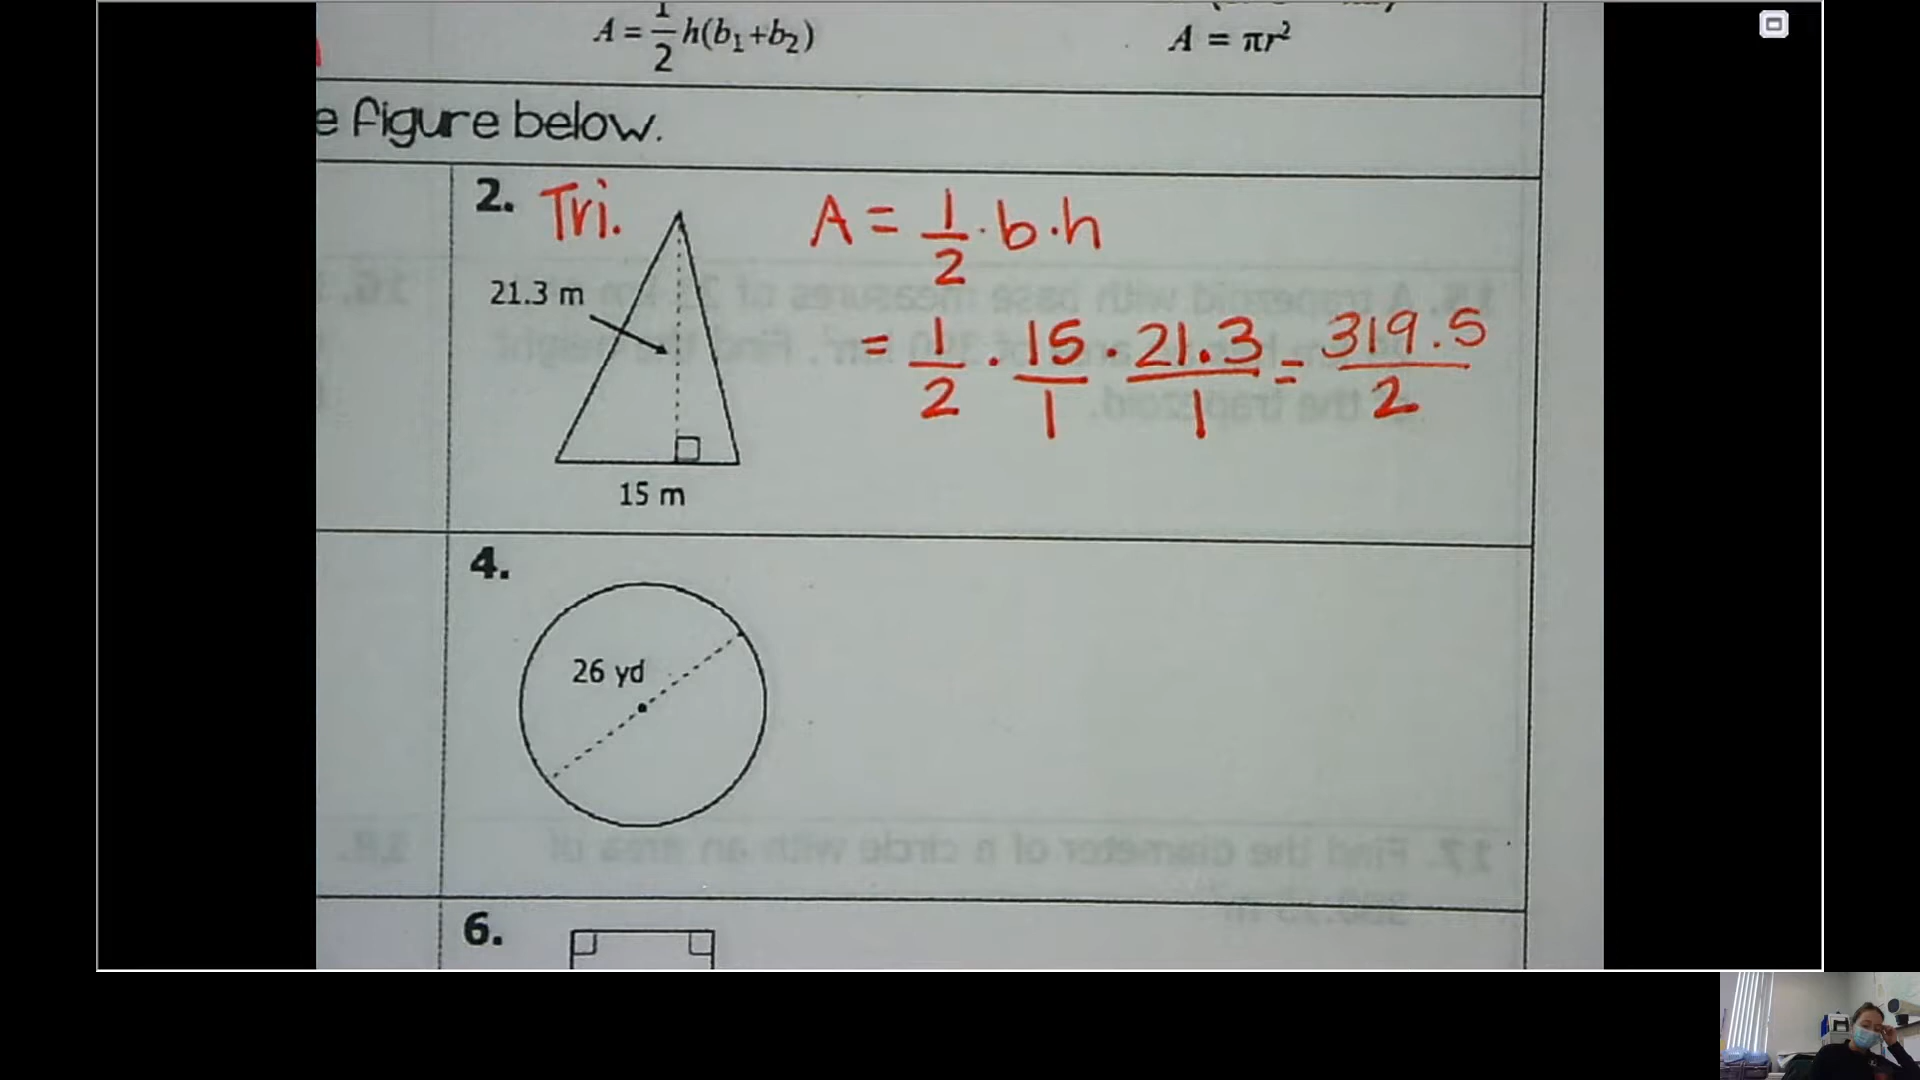 A = 1/2 h(b₁+b₂)
A = πr²
e figure below.
2. Tri.
A = 1/2 · b · h
21.3 m
= 1/2 · 15/1 · 21.3/1 = 319.5/2
15 m
4.
26 yd
6.